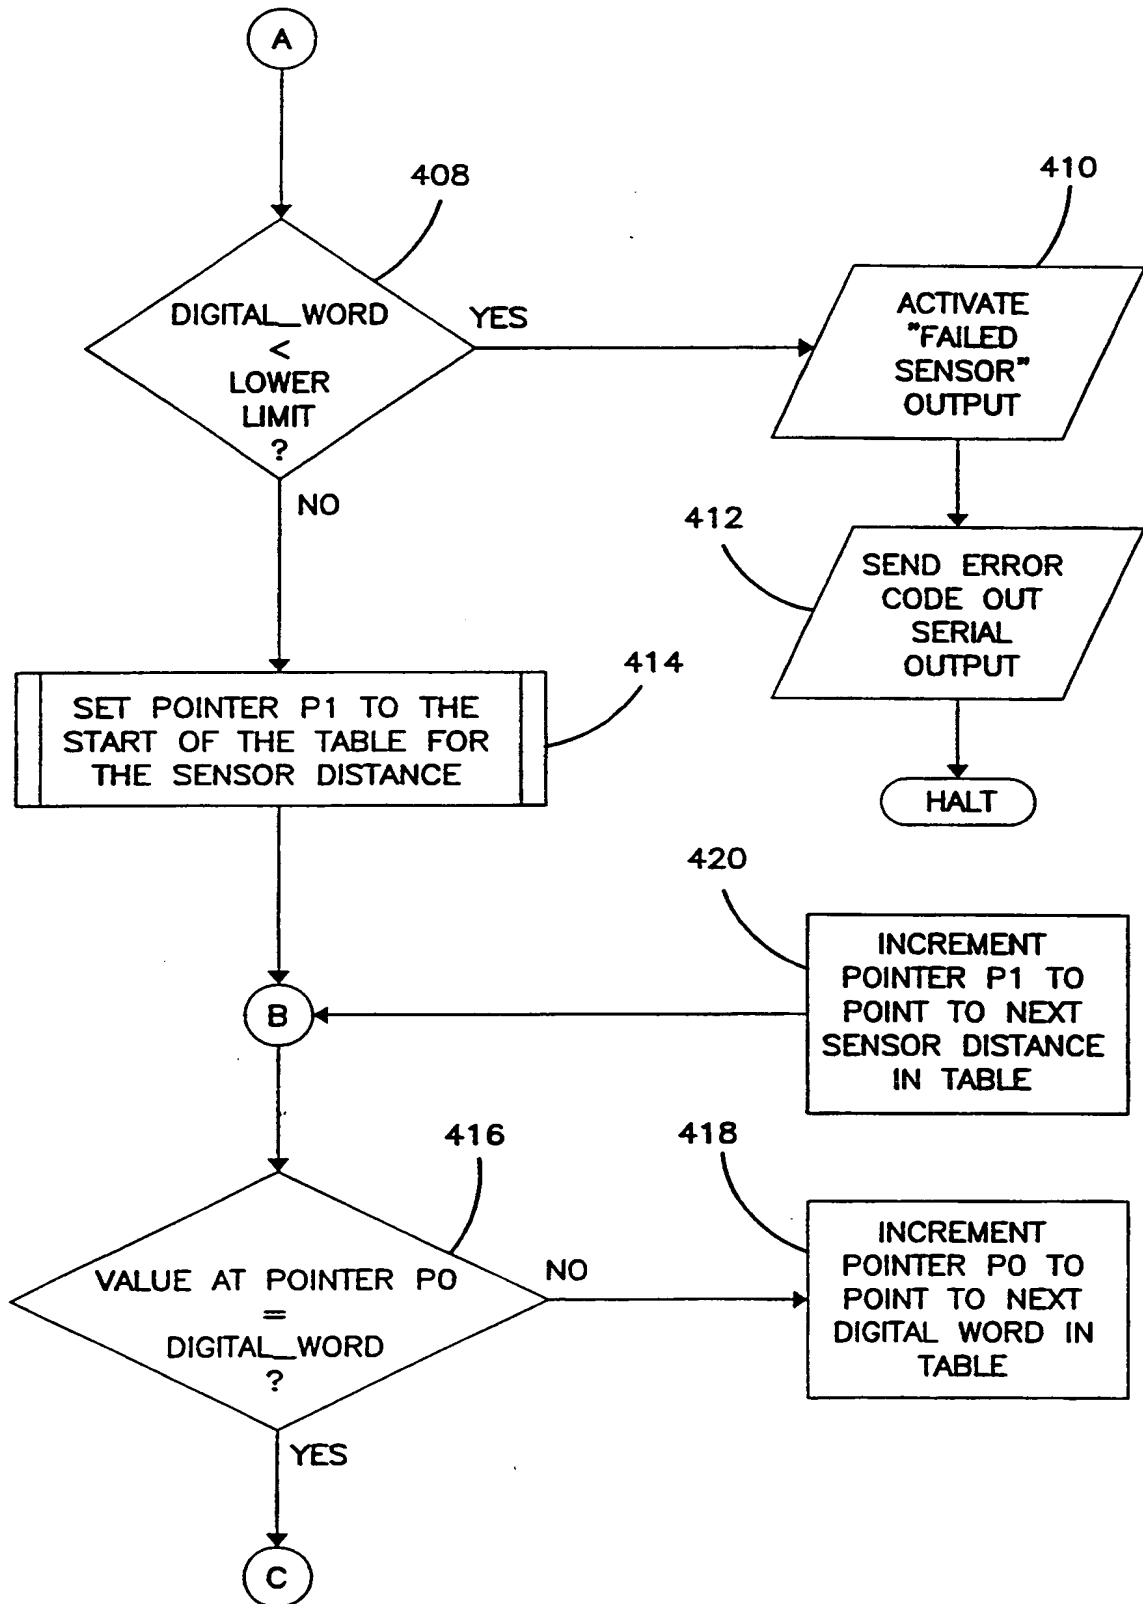 A
408
DIGITAL_WORD
<
LOWER
LIMIT
?
YES
NO
410
ACTIVATE
"FAILED
SENSOR"
OUTPUT
412
SEND ERROR
CODE OUT
SERIAL
OUTPUT
HALT
414
SET POINTER P1 TO THE
START OF THE TABLE FOR
THE SENSOR DISTANCE
420
INCREMENT
POINTER P1 TO
POINT TO NEXT
SENSOR DISTANCE
IN TABLE
B
416
VALUE AT POINTER P0
=
DIGITAL_WORD
?
NO
YES
418
INCREMENT
POINTER P0 TO
POINT TO NEXT
DIGITAL WORD IN
TABLE
C